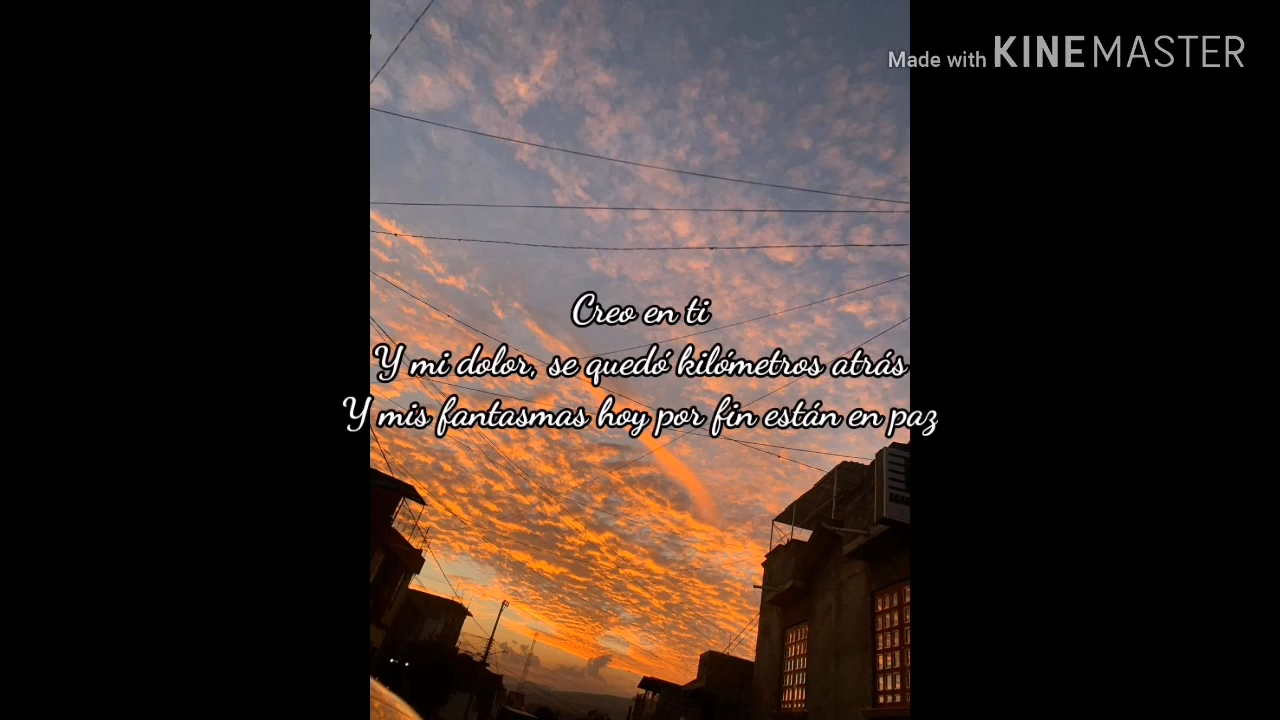 Made with KINEMASTER
Creo en ti
Y mi dolor, se quedó kilómetros atrás
Y mis fantasmas hoy por fin están en paz